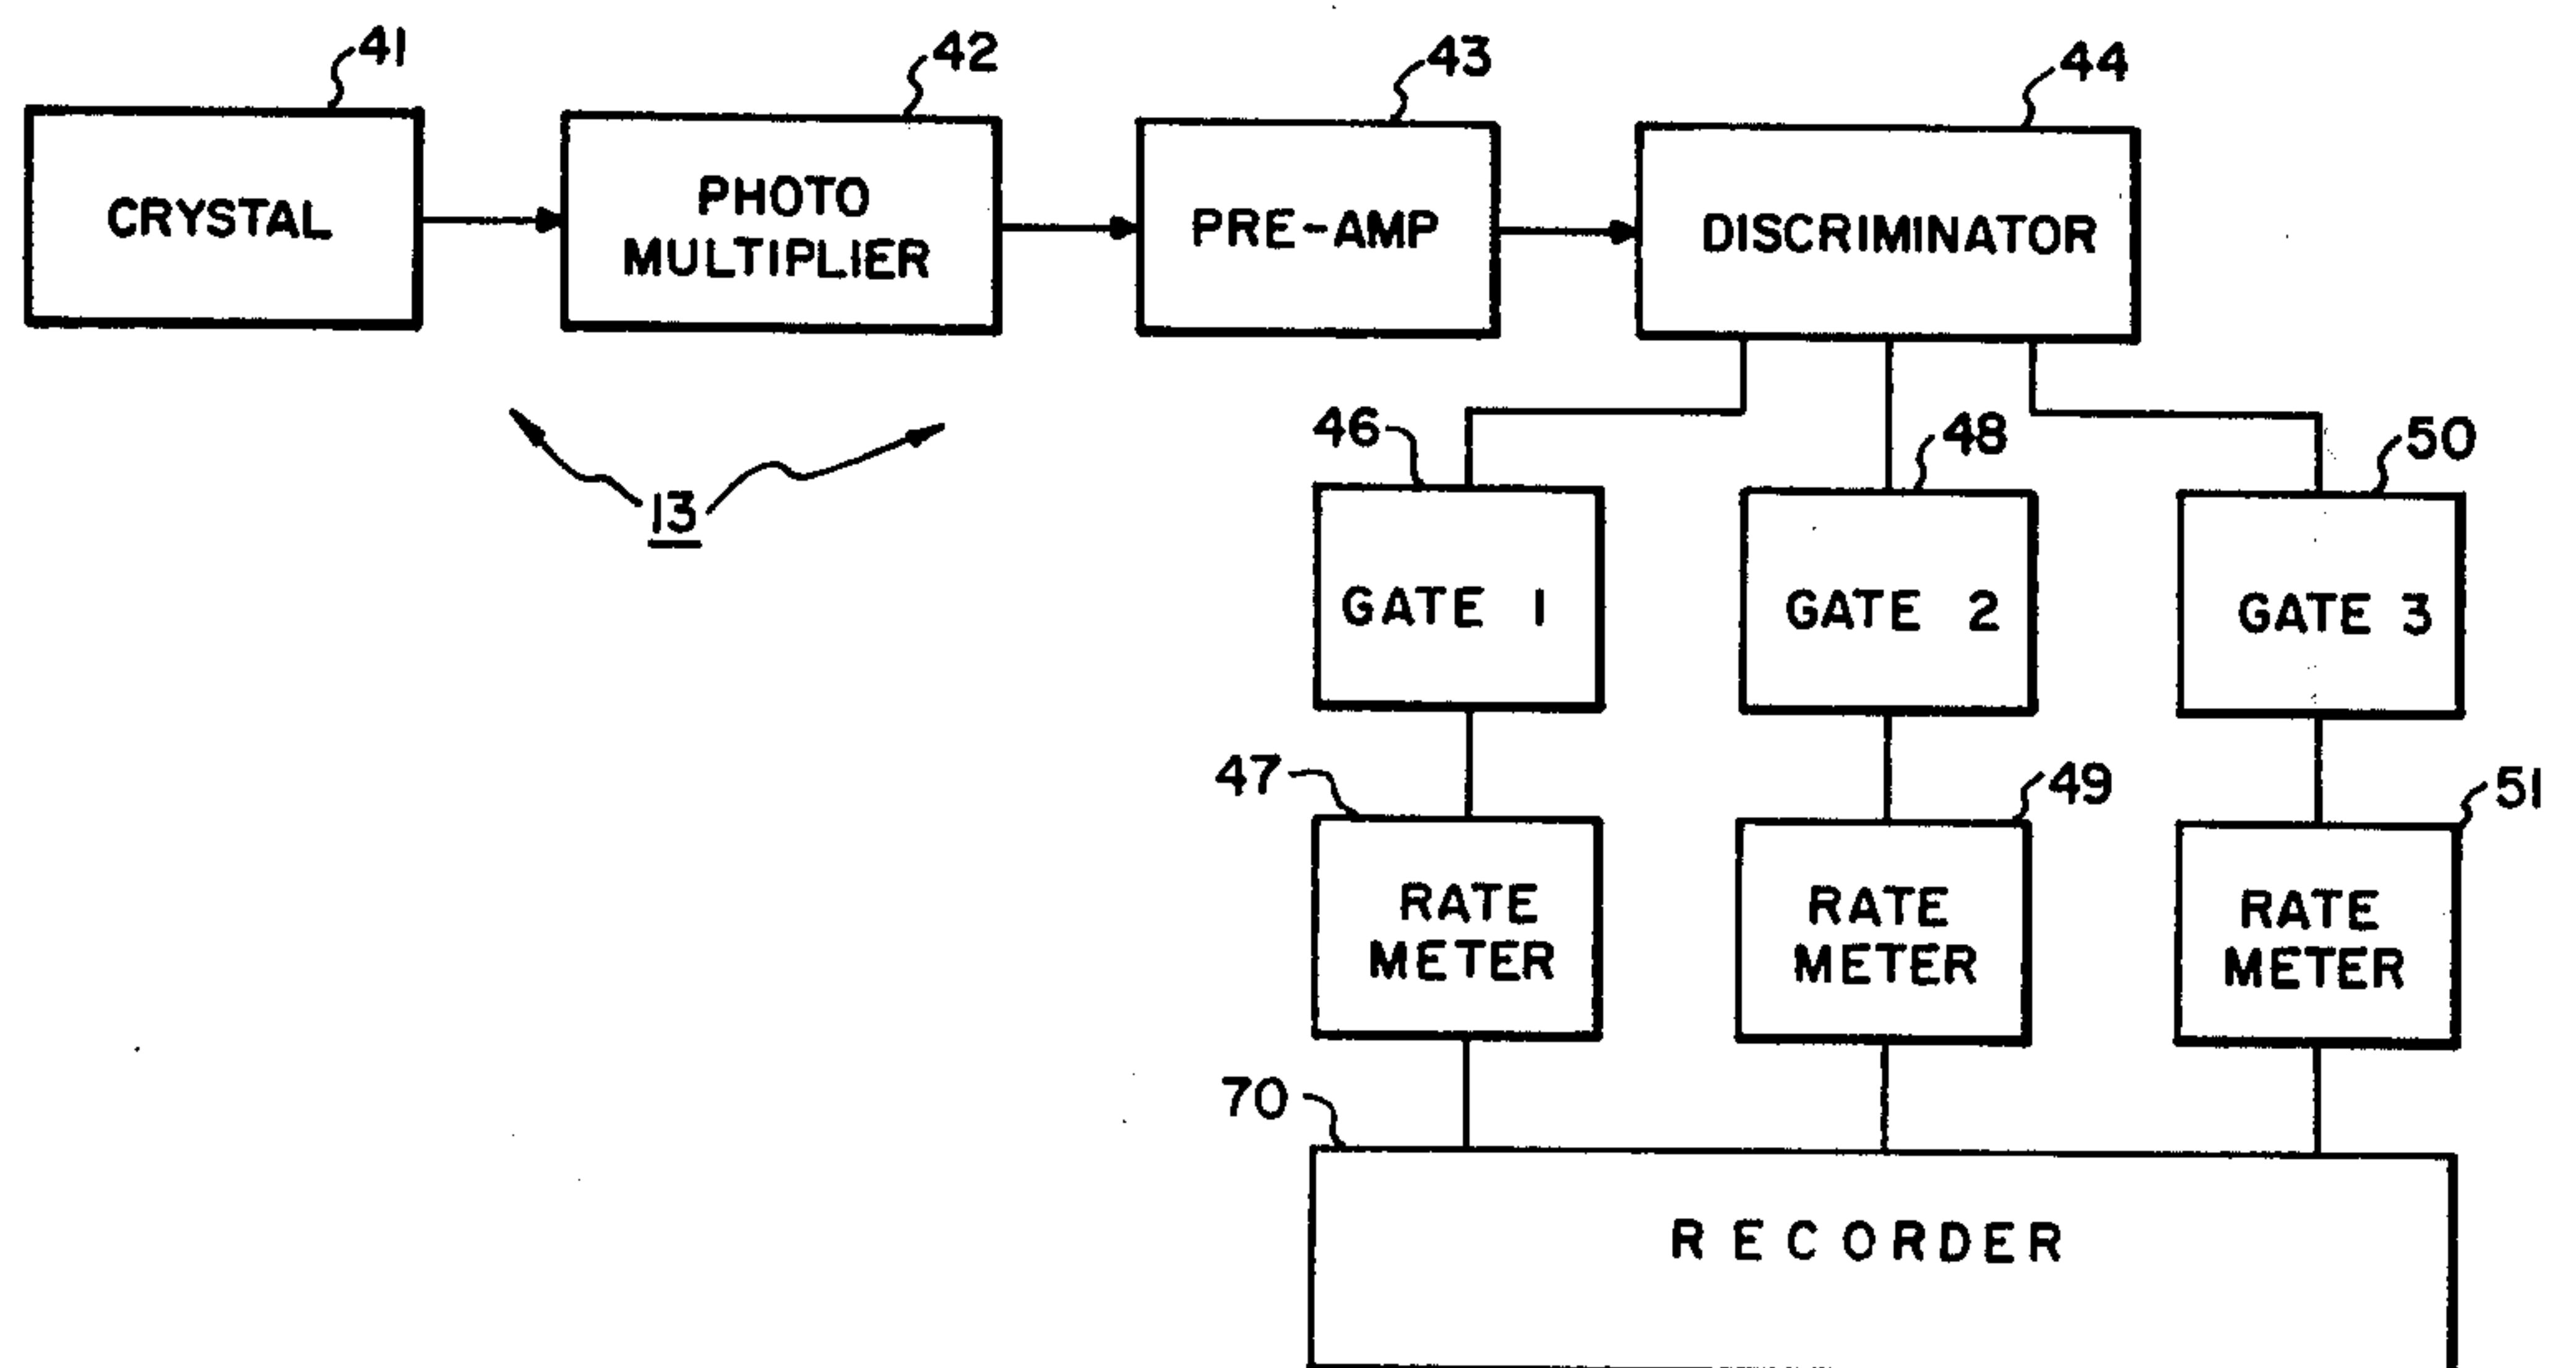 41
42
43
44
CRYSTAL
PHOTO
MULTIPLIER
PRE-AMP
DISCRIMINATOR
13
46
48
50
GATE 1
GATE 2
GATE 3
47
49
51
RATE
METER
RATE
METER
RATE
METER
70
RECORDER